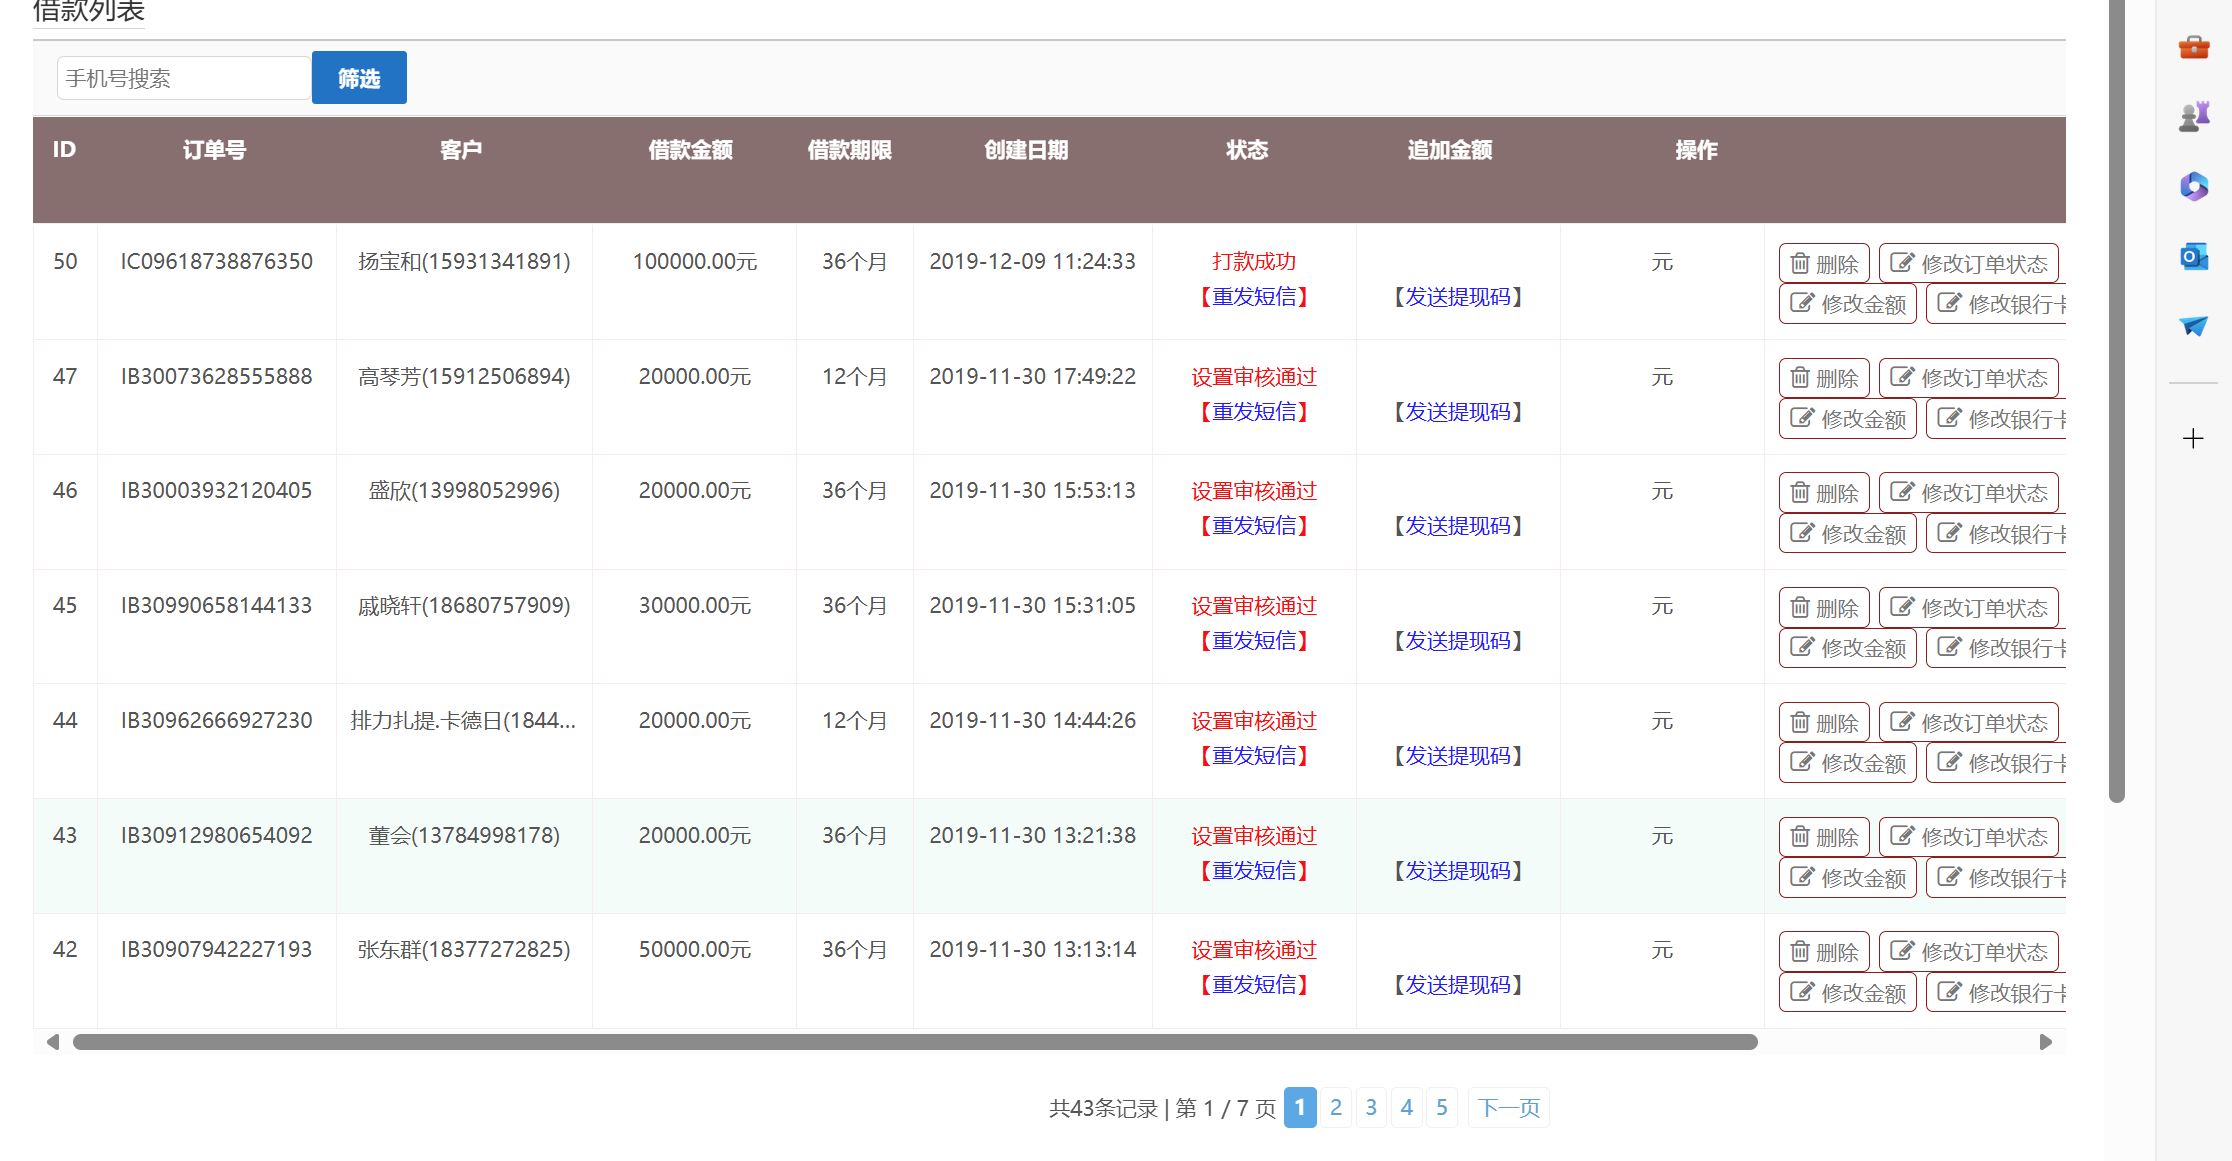 借款列表
手机号搜索 筛选
ID 订单号 客户 借款金额 借款期限 创建日期 状态 追加金额 操作
50 IC09618738876350 扬宝和(15931341891) 100000.00元 36个月 2019-12-09 11:24:33 打款成功 元 删除 修改订单状态
【重发短信】 【发送提现码】 修改金额 修改银行卡
47 IB30073628555888 高琴芳(15912506894) 20000.00元 12个月 2019-11-30 17:49:22 设置审核通过 元 删除 修改订单状态
【重发短信】 【发送提现码】 修改金额 修改银行卡
46 IB30003932120405 盛欣(13998052996) 20000.00元 36个月 2019-11-30 15:53:13 设置审核通过 元 删除 修改订单状态
【重发短信】 【发送提现码】 修改金额 修改银行卡
45 IB30990658144133 戚晓轩(18680757909) 30000.00元 36个月 2019-11-30 15:31:05 设置审核通过 元 删除 修改订单状态
【重发短信】 【发送提现码】 修改金额 修改银行卡
44 IB30962666927230 排力扎提.卡德日(1844... 20000.00元 12个月 2019-11-30 14:44:26 设置审核通过 元 删除 修改订单状态
【重发短信】 【发送提现码】 修改金额 修改银行卡
43 IB30912980654092 董会(13784998178) 20000.00元 36个月 2019-11-30 13:21:38 设置审核通过 元 删除 修改订单状态
【重发短信】 【发送提现码】 修改金额 修改银行卡
42 IB30907942227193 张东群(18377272825) 50000.00元 36个月 2019-11-30 13:13:14 设置审核通过 元 删除 修改订单状态
【重发短信】 【发送提现码】 修改金额 修改银行卡
共43条记录 | 第 1 / 7 页 1 2 3 4 5 下一页